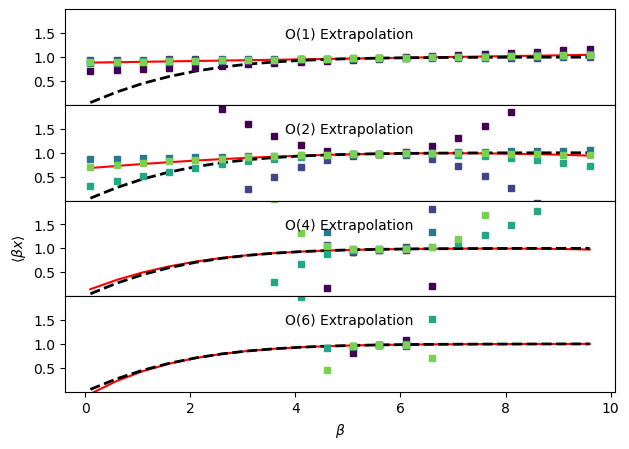 O(1) Extrapolation
1.5
1.0
0.5
O(2) Extrapolation
1.5
1.0
0.5
O(4) Extrapolation
1.5
1.0
0.5
O(6) Extrapolation
1.5
1.0
0.5
⟨βx⟩
0 2 4 6 8 10
β